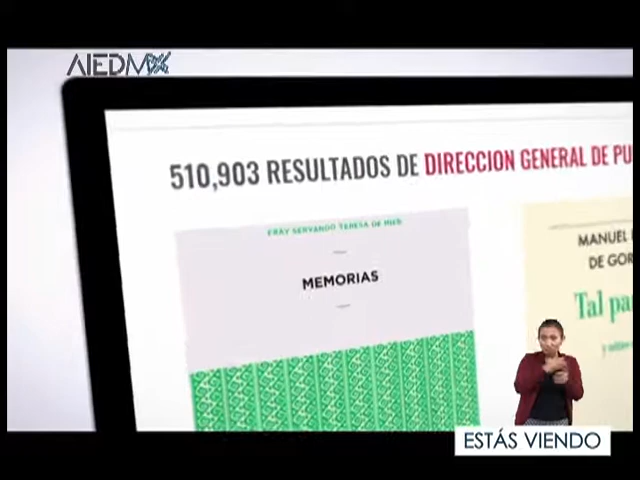 AIEDMX
510,903 RESULTADOS DE DIRECCION GENERAL DE PU
FRAY SERVANDO TERESA DE MIER
MEMORIAS
MANUEL
DE GOR
Tal pa
ESTÁS VIENDO